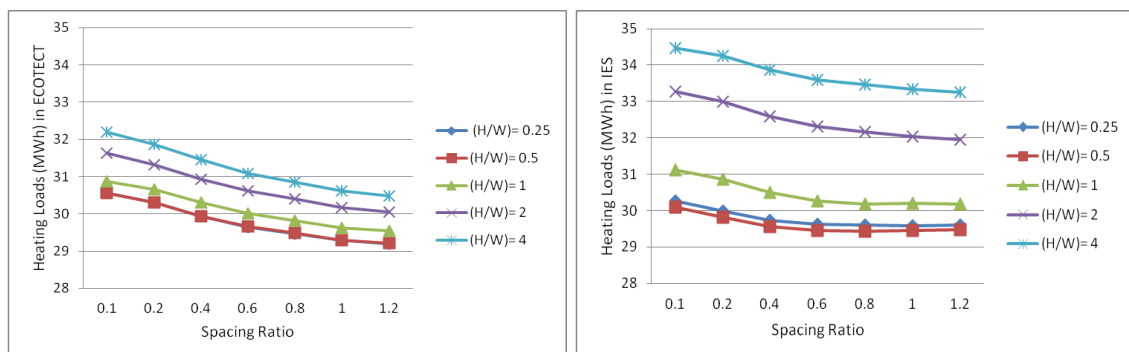 Heating Loads (MWh) in ECOTECT
35
34
33
32
31
30
29
28
0.1 0.2 0.4 0.6 0.8 1 1.2
Spacing Ratio
(H/W)= 0.25
(H/W)= 0.5
(H/W)= 1
(H/W)= 2
(H/W)= 4
Heating Loads (MWh) in IES
35
34
33
32
31
30
29
28
0.1 0.2 0.4 0.6 0.8 1 1.2
Spacing Ratio
(H/W)= 0.25
(H/W)= 0.5
(H/W)= 1
(H/W)= 2
(H/W)= 4